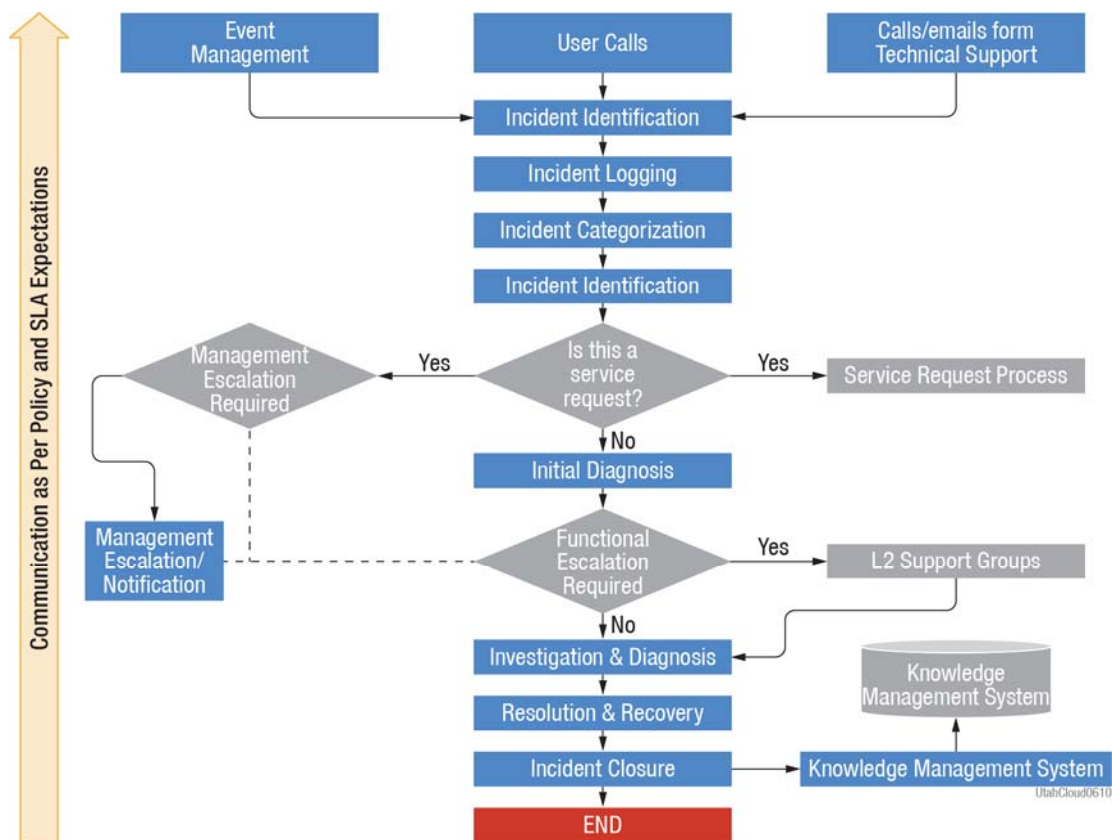 Communication as Per Policy and SLA Expectations
Event
Management
User Calls
Calls/emails form
Technical Support
Incident Identification
Incident Logging
Incident Categorization
Incident Identification
Management
Escalation
Required
Yes
Is this a
service
request?
Yes
Service Request Process
No
Initial Diagnosis
Management
Escalation/
Notification
Functional
Escalation
Required
Yes
L2 Support Groups
No
Investigation & Diagnosis
Knowledge
Management System
Resolution & Recovery
Incident Closure
Knowledge Management System
UtahCloud0610
END